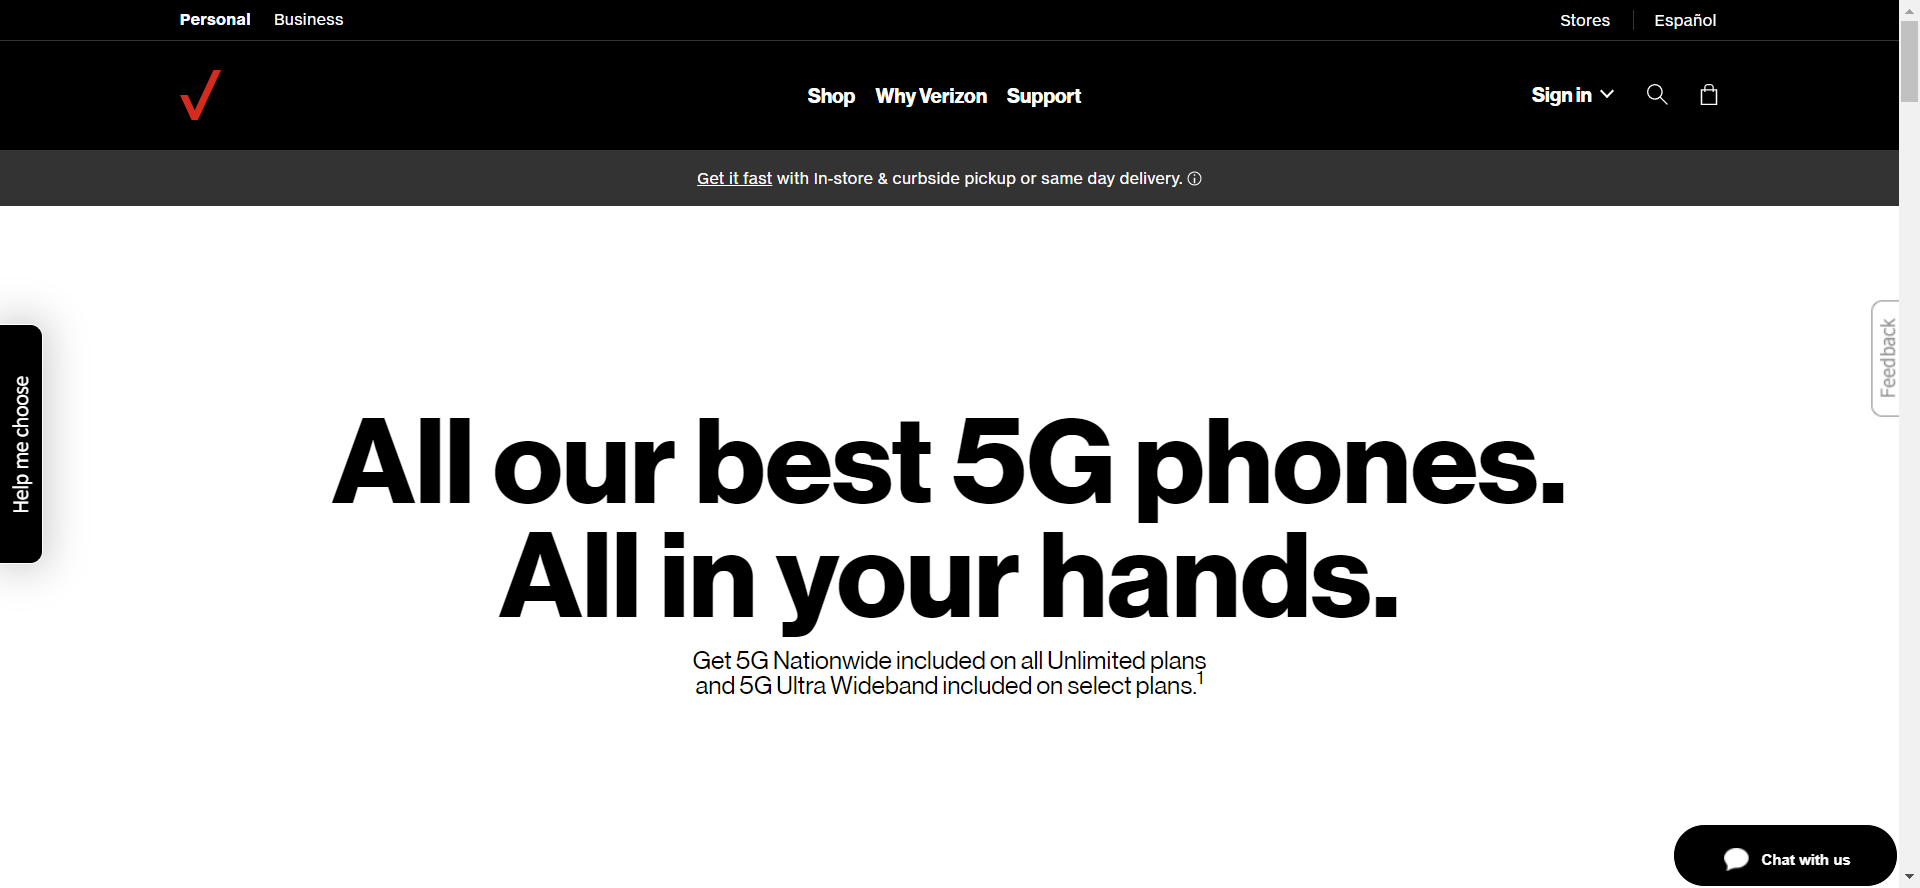 Personal Business
Stores Español
Shop Why Verizon Support
Sign in
Get it fast with In-store & curbside pickup or same day delivery.
Help me choose
Feedback
All our best 5G phones.
All in your hands.
Get 5G Nationwide included on all Unlimited plans
and 5G Ultra Wideband included on select plans.1
Chat with us